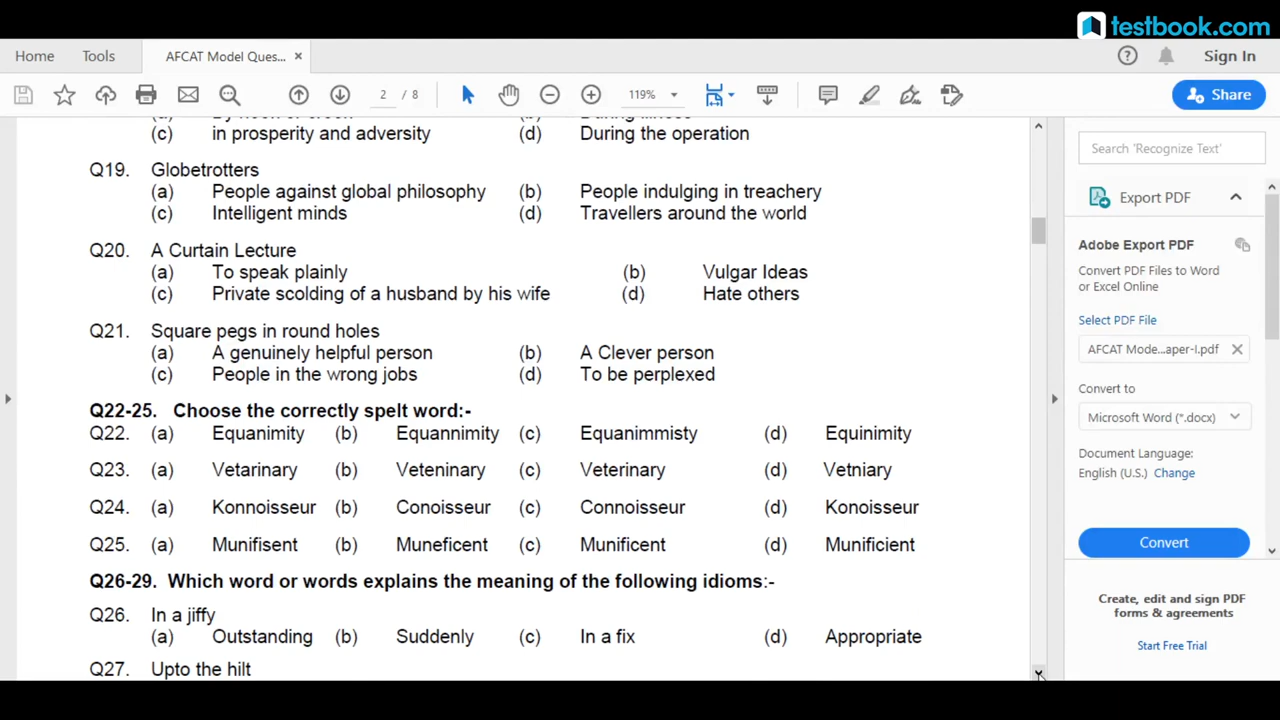 testbook.com
Home Tools AFCAT Model Ques... × ? Sign In
2 / 8 119% Share
(c) in prosperity and adversity (d) During the operation
Q19. Globetrotters
(a) People against global philosophy (b) People indulging in treachery
(c) Intelligent minds (d) Travellers around the world
Q20. A Curtain Lecture
(a) To speak plainly (b) Vulgar Ideas
(c) Private scolding of a husband by his wife (d) Hate others
Q21. Square pegs in round holes
(a) A genuinely helpful person (b) A Clever person
(c) People in the wrong jobs (d) To be perplexed
Q22-25. Choose the correctly spelt word:-
Q22. (a) Equanimity (b) Equannimity (c) Equanimmisty (d) Equinimity
Q23. (a) Vetarinary (b) Veteninary (c) Veterinary (d) Vetniary
Q24. (a) Konnoisseur (b) Conoisseur (c) Connoisseur (d) Konoisseur
Q25. (a) Munifisent (b) Muneficent (c) Munificent (d) Munificient
Q26-29. Which word or words explains the meaning of the following idioms:-
Q26. In a jiffy
(a) Outstanding (b) Suddenly (c) In a fix (d) Appropriate
Q27. Upto the hilt
Search 'Recognize Text'
Export PDF
Adobe Export PDF
Convert PDF Files to Word
or Excel Online
Select PDF File
AFCAT Mode...aper-I.pdf ×
Convert to
Microsoft Word (*.docx)
Document Language:
English (U.S.) Change
Convert
Create, edit and sign PDF
forms & agreements
Start Free Trial